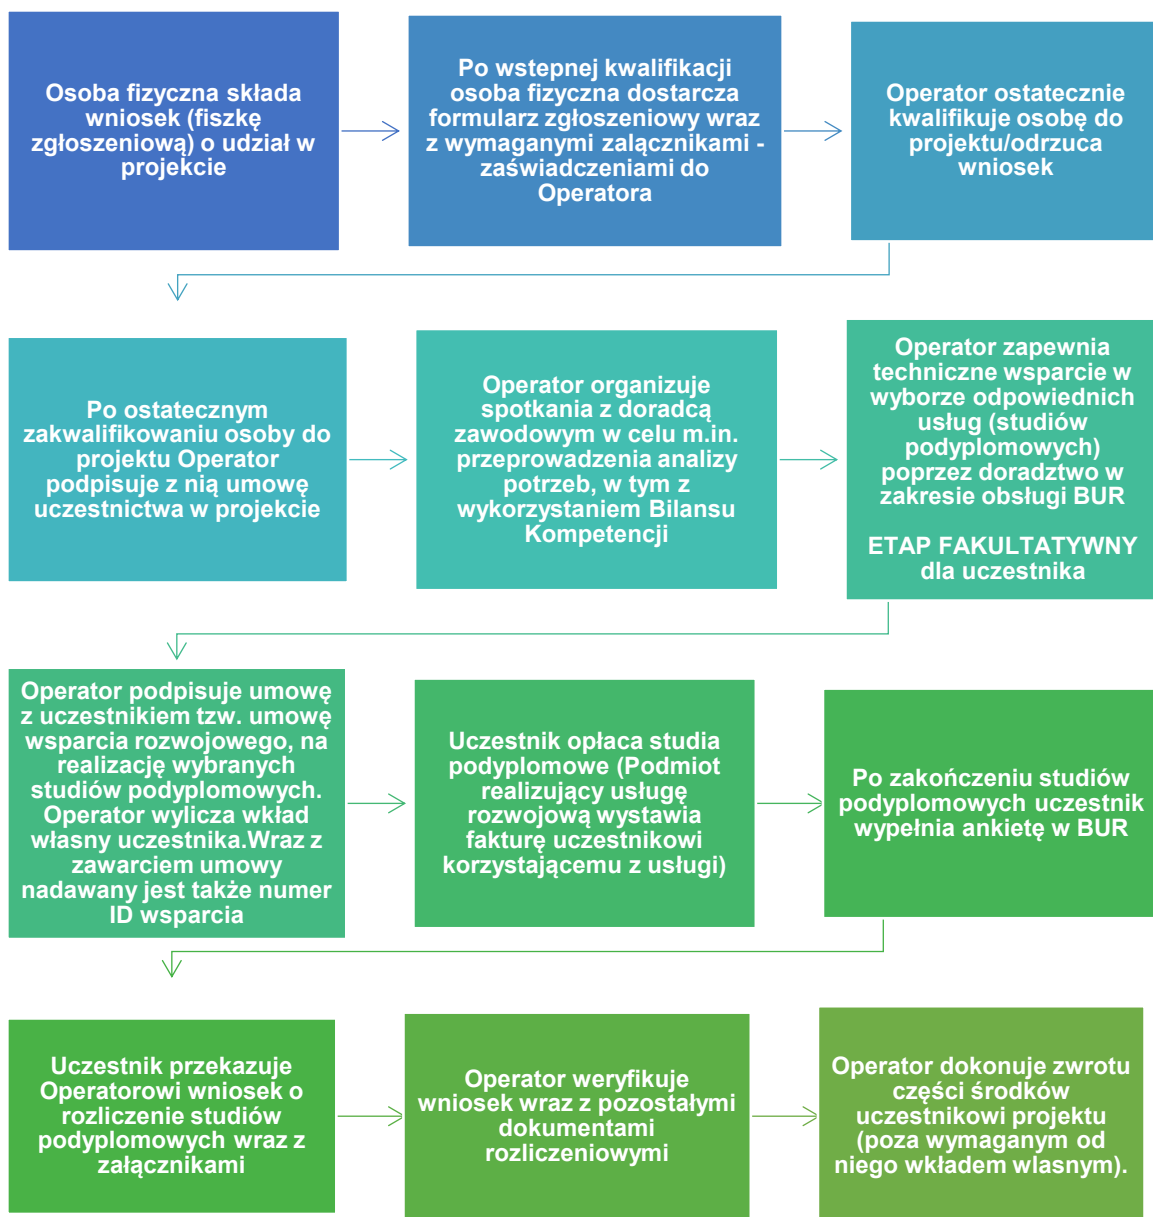 Osoba fizyczna składa
wniosek (fiszkę
zgłoszeniową) o udział w
projekcie
Po wstepnej kwalifikacji
osoba fizyczna dostarcza
formularz zgłoszeniowy wraz
z wymaganymi zalącznikami -
zaświadczeniami do
Operatora
Operator ostatecznie
kwalifikuje osobę do
projektu/odrzuca
wniosek
Po ostatecznym
zakwalifikowaniu osoby do
projektu Operator
podpisuje z nią umowę
uczestnictwa w projekcie
Operator organizuje
spotkania z doradcą
zawodowym w celu m.in.
przeprowadzenia analizy
potrzeb, w tym z
wykorzystaniem Bilansu
Kompetencji
Operator zapewnia
techniczne wsparcie w
wyborze odpowiednich
usług (studiów
podyplomowych)
poprzez doradztwo w
zakresie obsługi BUR
ETAP FAKULTATYWNY
dla uczestnika
Operator podpisuje umowę
z uczestnikiem tzw. umowę
wsparcia rozwojowego, na
realizację wybranych
studiów podyplomowych.
Operator wylicza wkład
własny uczestnika.Wraz z
zawarciem umowy
nadawany jest także numer
ID wsparcia
Uczestnik opłaca studia
podyplomowe (Podmiot
realizujący usługę
rozwojową wystawia
fakturę uczestnikowi
korzystającemu z usługi)
Po zakończeniu studiów
podyplomowych uczestnik
wypełnia ankietę w BUR
Uczestnik przekazuje
Operatorowi wniosek o
rozliczenie studiów
podyplomowych wraz z
załącznikami
Operator weryfikuje
wniosek wraz z pozostałymi
dokumentami
rozliczeniowymi
Operator dokonuje zwrotu
części środków
uczestnikowi projektu
(poza wymaganym od
niego wkładem wlasnym).